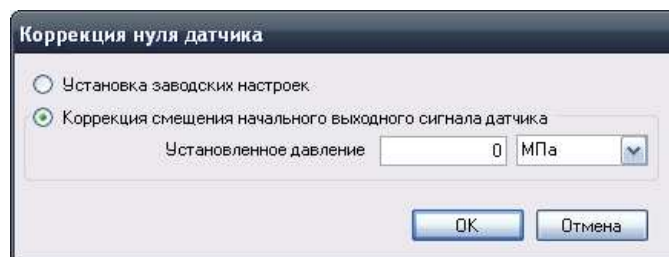 Коррекция нуля датчика
Установка заводских настроек
Коррекция смещения начального выходного сигнала датчика
Установленное давление 0 МПа
OK Отмена